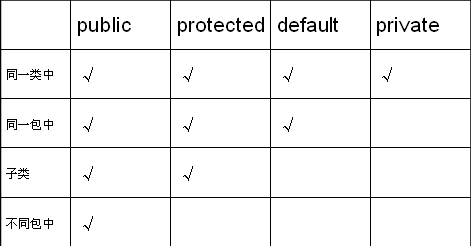 public protected default private
同一类中 √ √ √ √
同一包中 √ √ √
子类 √ √
不同包中 √